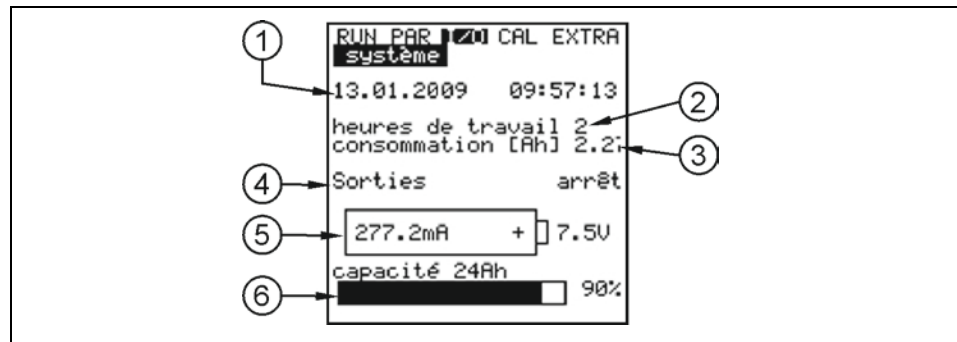 RUN PAR I/O CAL EXTRA
système
13.01.2009 09:57:13
heures de travail 2
consommation [Ah] 2.2
Sorties arrêt
277.2mA + 7.5V
capacité 24Ah
90%
1
2
3
4
5
6